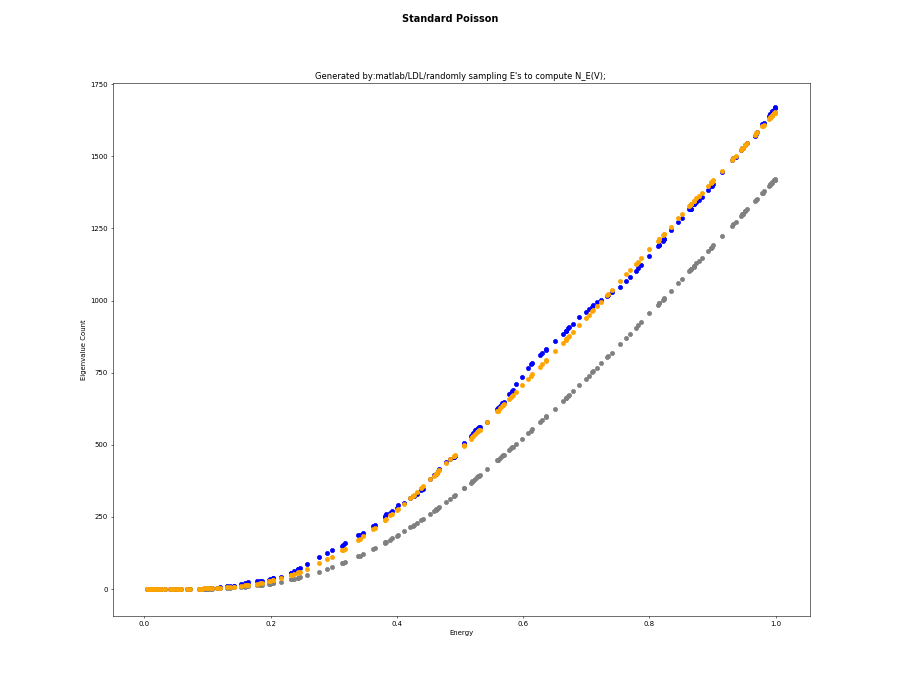 Standard Poisson
Generated by:matlab/LDL/randomly sampling E's to compute N_E(V);
1750
1500
1250
1000
750
500
250
0
Eigenvalue Count
0.0 0.2 0.4 0.6 0.8 1.0
Energy